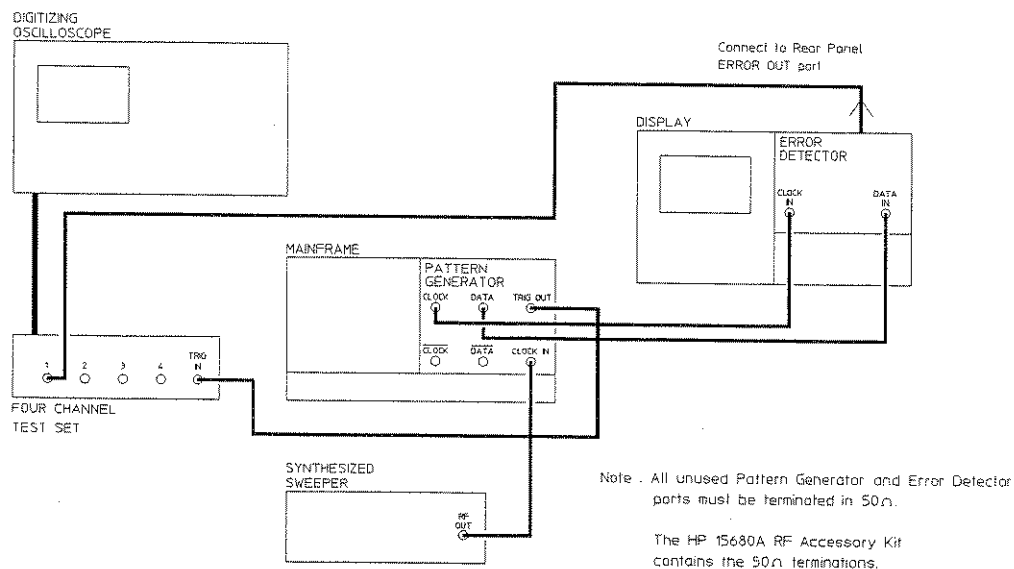 DIGITIZING
OSCILLOSCOPE
Connect to Rear Panel
ERROR OUT port
DISPLAY
ERROR
DETECTOR
CLOCK
IN
DATA
IN
MAINFRAME
PATTERN
GENERATOR
CLOCK DATA TRIG OUT
CLOCK DATA CLOCK IN
1 2 3 4 TRIG
IN
FOUR CHANNEL
TEST SET
SYNTHESIZED
SWEEPER
RF
OUT
Note . All unused Pattern Generator and Error Detector
ports must be terminated in 50Ω.
The HP 15680A RF Accessory Kit
contains the 50Ω terminations.